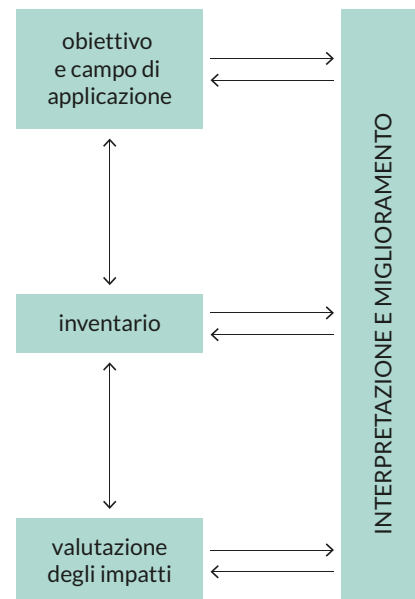 obiettivo
e campo di
applicazione
inventario
valutazione
degli impatti
INTERPRETAZIONE E MIGLIORAMENTO